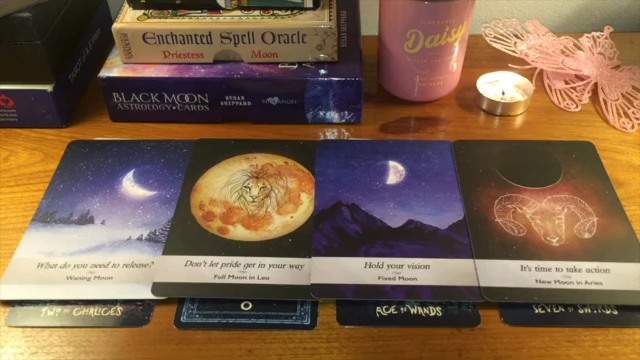 Enchanted Spell Oracle
Priestess Moon
BLACK MOON
ASTROLOGY CARDS
SUSAN
SHEPPARD
Daisy
What do you need to release?
Waning Moon
Don't let pride get in your way
Full Moon in Leo
Hold your vision
Fixed Moon
It's time to take action
New Moon in Aries
TWO OF CHALICES
0
ACE OF WANDS
SEVEN OF SWORDS